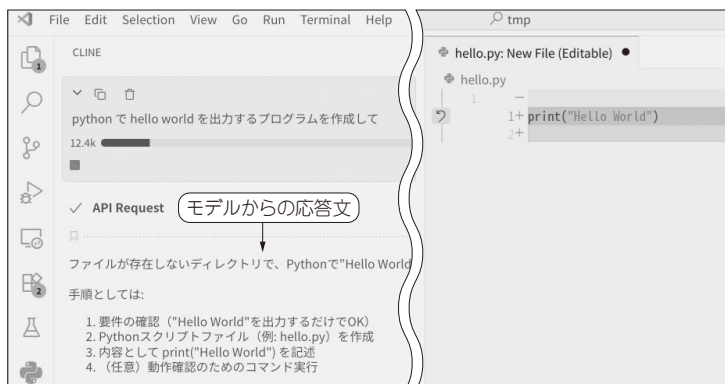 File Edit Selection View Go Run Terminal Help
tmp
CLINE
python で hello world を出力するプログラムを作成して
12.4k
API Request
モデルからの応答文
ファイルが存在しないディレクトリで、Pythonで"Hello World
手順としては:
1. 要件の確認（"Hello World"を出力するだけでOK）
2. Pythonスクリプトファイル（例: hello.py）を作成
3. 内容として print("Hello World") を記述
4. （任意）動作確認のためのコマンド実行
1
2
hello.py: New File (Editable) ●
hello.py
1 −
1+ print("Hello World")
2+